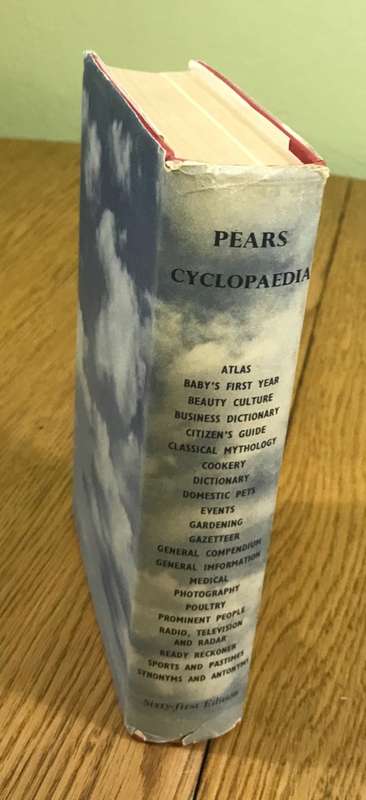 PEARS
CYCLOPAEDIA
ATLAS
BABY'S FIRST YEAR
BEAUTY CULTURE
BUSINESS DICTIONARY
CITIZEN'S GUIDE
CLASSICAL MYTHOLOGY
COOKERY
DICTIONARY
DOMESTIC PETS
EVENTS
GARDENING
GAZETTEER
GENERAL COMPENDIUM
GENERAL INFORMATION
MEDICAL
PHOTOGRAPHY
POULTRY
PROMINENT PEOPLE
RADIO, TELEVISION
AND RADAR
READY RECKONER
SPORTS AND PASTIMES
SYNONYMS AND ANTONYMS
Sixty-first Edition